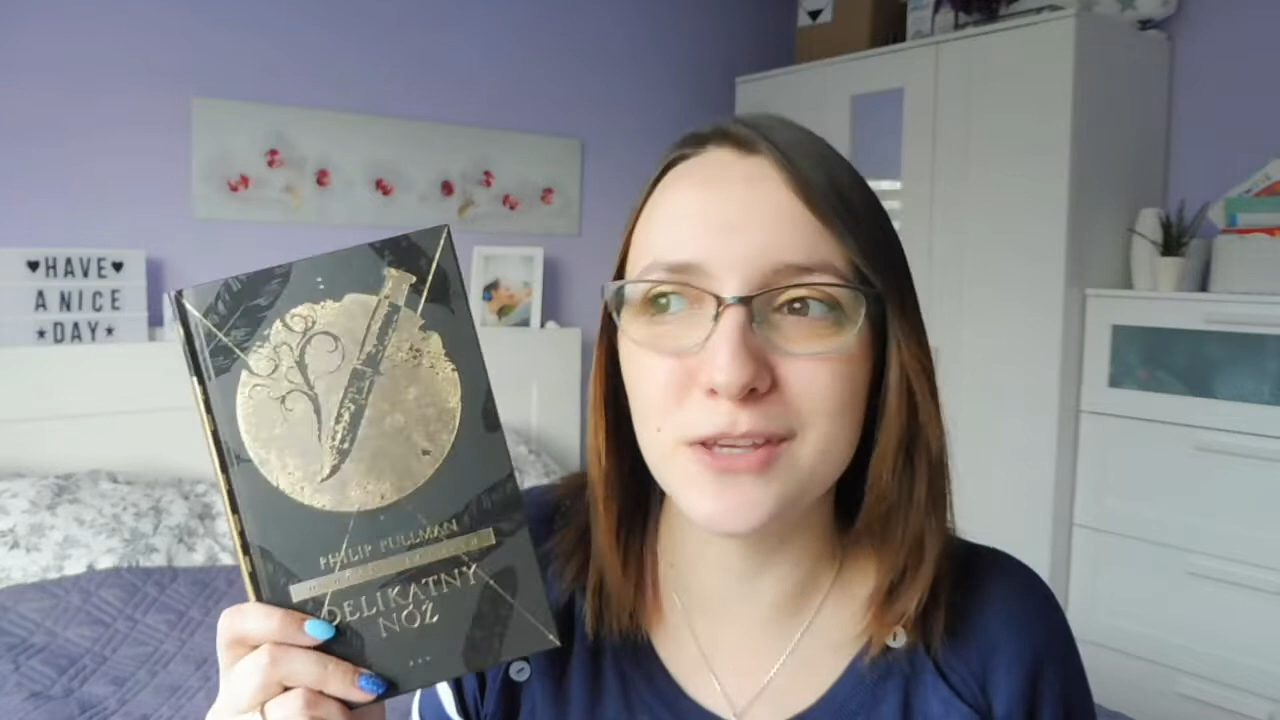 ♥HAVE♥
A NICE
★DAY★
PHILIP PULLMAN
DELIKATNY
NÓŻ